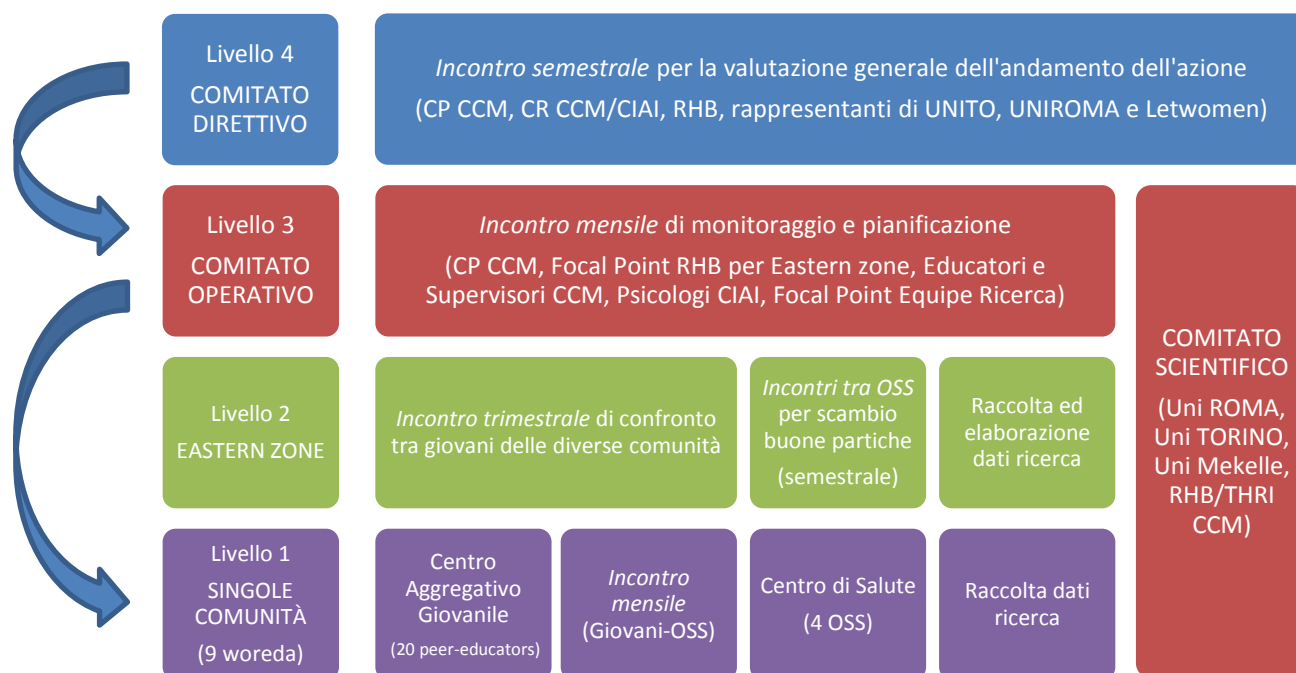 Livello 4
COMITATO
DIRETTIVO
Incontro semestrale per la valutazione generale dell'andamento dell'azione
(CP CCM, CR CCM/CIAI, RHB, rappresentanti di UNITO, UNIROMA e Letwomen)
Livello 3
COMITATO
OPERATIVO
Incontro mensile di monitoraggio e pianificazione
(CP CCM, Focal Point RHB per Eastern zone, Educatori e
Supervisori CCM, Psicologi CIAI, Focal Point Equipe Ricerca)
COMITATO
SCIENTIFICO
(Uni ROMA,
Uni TORINO,
Uni Mekelle,
RHB/THRI
CCM)
Livello 2
EASTERN ZONE
Incontro trimestrale di confronto
tra giovani delle diverse comunità
Incontri tra OSS
per scambio
buone partiche
(semestrale)
Raccolta ed
elaborazione
dati ricerca
Livello 1
SINGOLE
COMUNITÀ
(9 woreda)
Centro
Aggregativo
Giovanile
(20 peer-educators)
Incontro
mensile
(Giovani-OSS)
Centro di Salute
(4 OSS)
Raccolta dati
ricerca